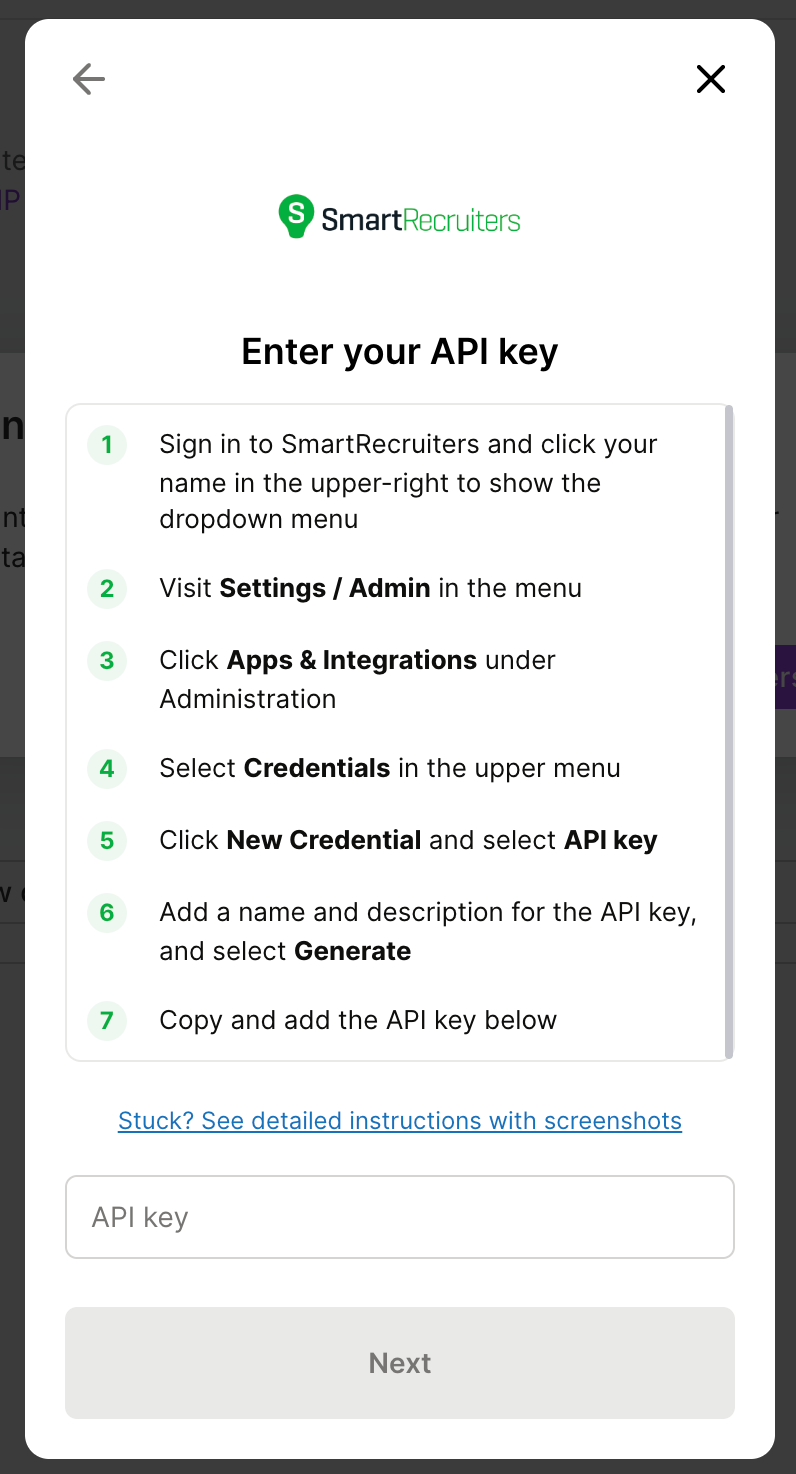 S SmartRecruiters
Enter your API key
1 Sign in to SmartRecruiters and click your
name in the upper-right to show the
dropdown menu
2 Visit Settings / Admin in the menu
3 Click Apps & Integrations under
Administration
4 Select Credentials in the upper menu
5 Click New Credential and select API key
6 Add a name and description for the API key,
and select Generate
7 Copy and add the API key below
Stuck? See detailed instructions with screenshots
API key
Next